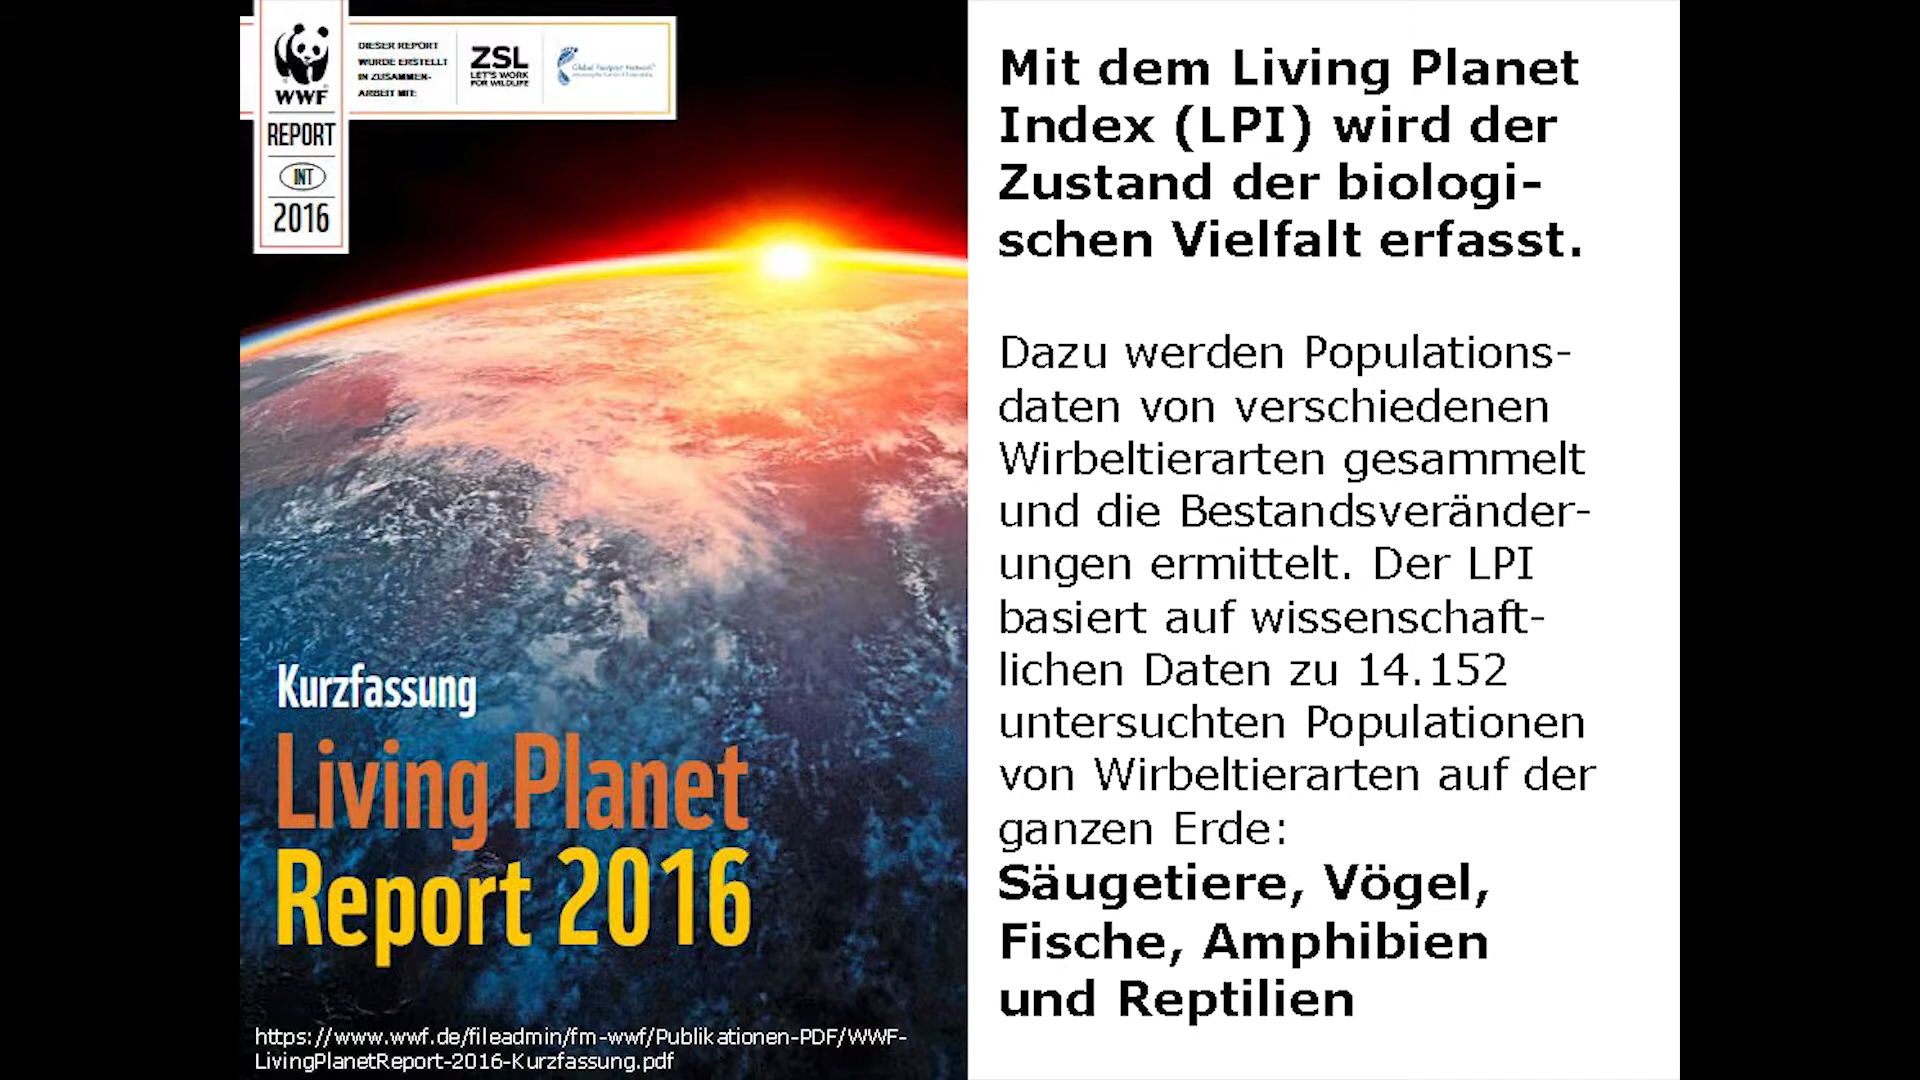 WWF
REPORT
INT
2016
DIESER REPORT
WURDE ERSTELLT
IN ZUSAMMEN-
ARBEIT MIT:
ZSL
LET'S WORK
FOR WILDLIFE
Global Footprint Network
Kurzfassung
Living Planet
Report 2016
https://www.wwf.de/fileadmin/fm-wwf/Publikationen-PDF/WWF-
LivingPlanetReport-2016-Kurzfassung.pdf
Mit dem Living Planet
Index (LPI) wird der
Zustand der biologi-
schen Vielfalt erfasst.
Dazu werden Populations-
daten von verschiedenen
Wirbeltierarten gesammelt
und die Bestandsveränder-
ungen ermittelt. Der LPI
basiert auf wissenschaft-
lichen Daten zu 14.152
untersuchten Populationen
von Wirbeltierarten auf der
ganzen Erde:
Säugetiere, Vögel,
Fische, Amphibien
und Reptilien